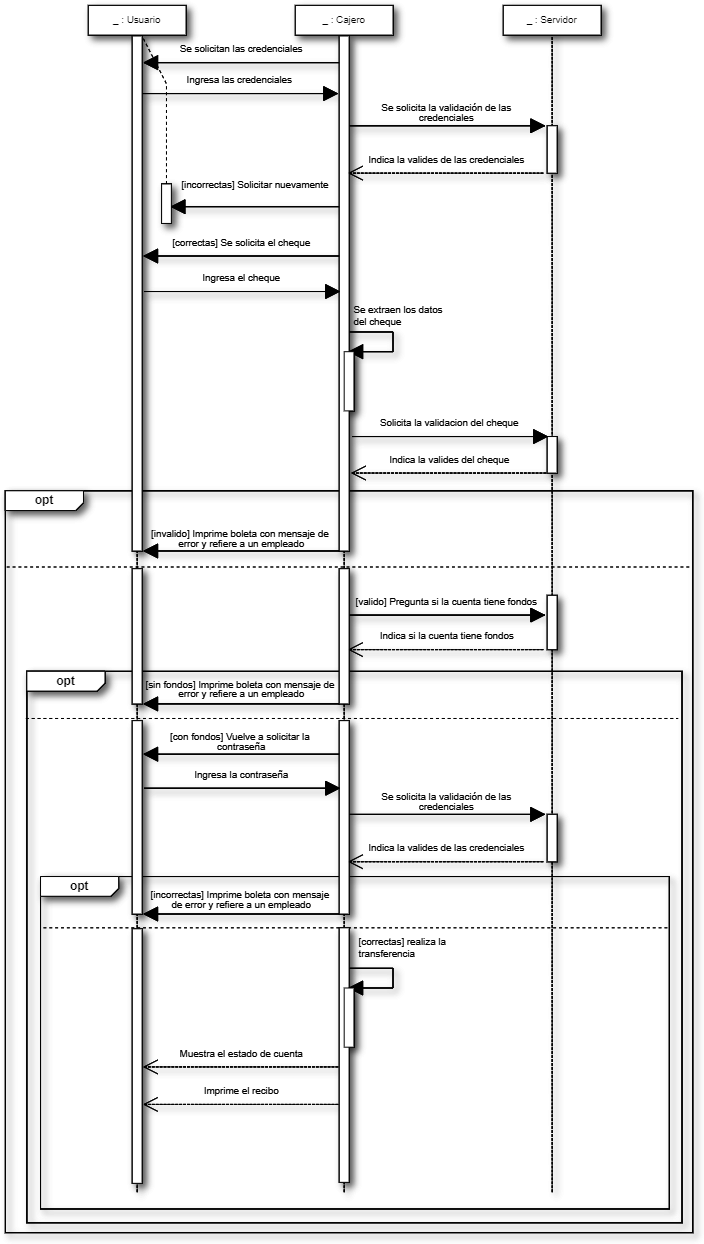 _ : Usuario
_ : Cajero
_ : Servidor
Se solicitan las credenciales
Ingresa las credenciales
Se solicita la validación de las
credenciales
Indica la valides de las credenciales
[incorrectas] Solicitar nuevamente
[correctas] Se solicita el cheque
Ingresa el cheque
Se extraen los datos
del cheque
Solicita la validacion del cheque
Indica la valides del cheque
opt
[invalido] Imprime boleta con mensaje de
error y refiere a un empleado
[valido] Pregunta si la cuenta tiene fondos
Indica si la cuenta tiene fondos
opt
[sin fondos] Imprime boleta con mensaje de
error y refiere a un empleado
[con fondos] Vuelve a solicitar la
contraseña
Ingresa la contraseña
Se solicita la validación de las
credenciales
Indica la valides de las credenciales
opt
[incorrectas] Imprime boleta con mensaje
de error y refiere a un empleado
[correctas] realiza la
transferencia
Muestra el estado de cuenta
Imprime el recibo